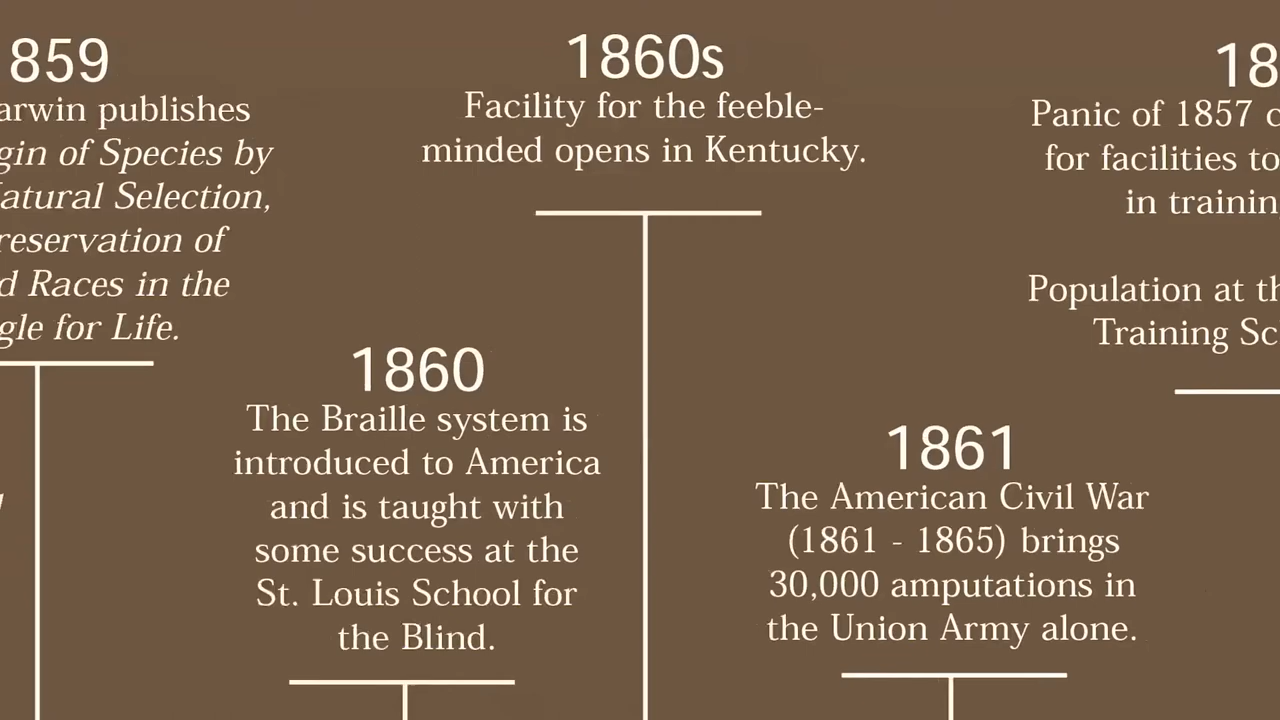 859
arwin publishes
gin of Species by
atural Selection,
reservation of
d Races in the
gle for Life.
1860
The Braille system is
introduced to America
and is taught with
some success at the
St. Louis School for
the Blind.
1860s
Facility for the feeble-
minded opens in Kentucky.
1861
The American Civil War
(1861 - 1865) brings
30,000 amputations in
the Union Army alone.
18
Panic of 1857 c
for facilities to
in trainin
Population at th
Training Sc